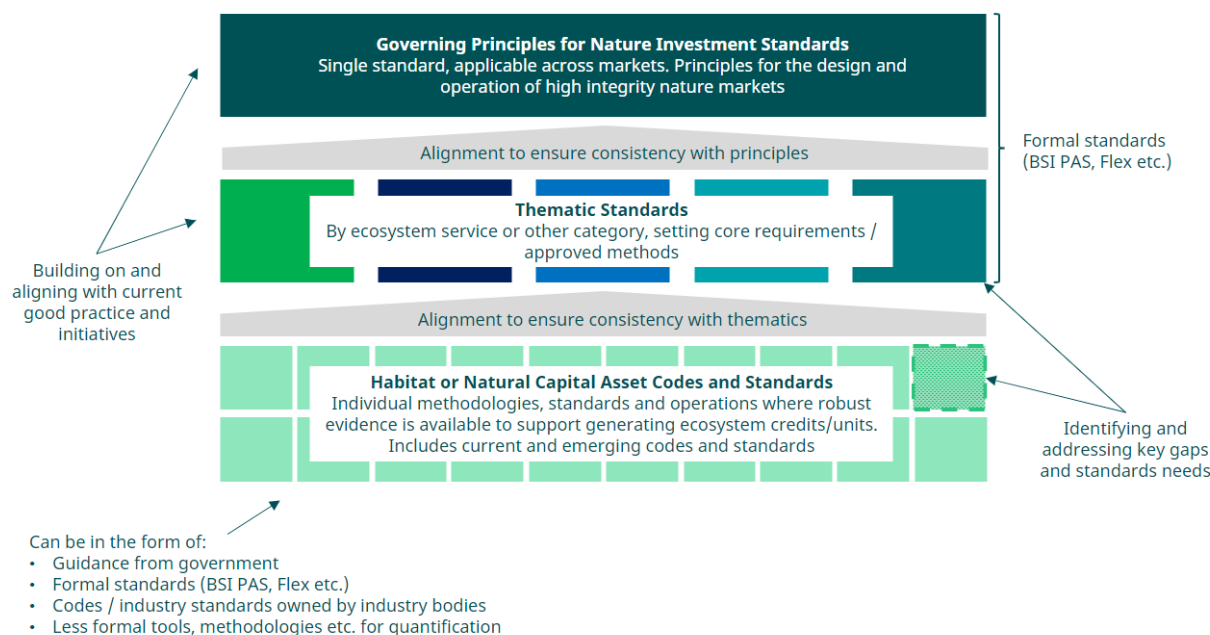 Governing Principles for Nature Investment Standards
Single standard, applicable across markets. Principles for the design and
operation of high integrity nature markets
Alignment to ensure consistency with principles
Formal standards
(BSI PAS, Flex etc.)
Thematic Standards
By ecosystem service or other category, setting core requirements /
approved methods
Building on and
aligning with current
good practice and
initiatives
Alignment to ensure consistency with thematics
Habitat or Natural Capital Asset Codes and Standards
Individual methodologies, standards and operations where robust
evidence is available to support generating ecosystem credits/units.
Includes current and emerging codes and standards
Identifying and
addressing key gaps
and standards needs
Can be in the form of:
• Guidance from government
• Formal standards (BSI PAS, Flex etc.)
• Codes / industry standards owned by industry bodies
• Less formal tools, methodologies etc. for quantification